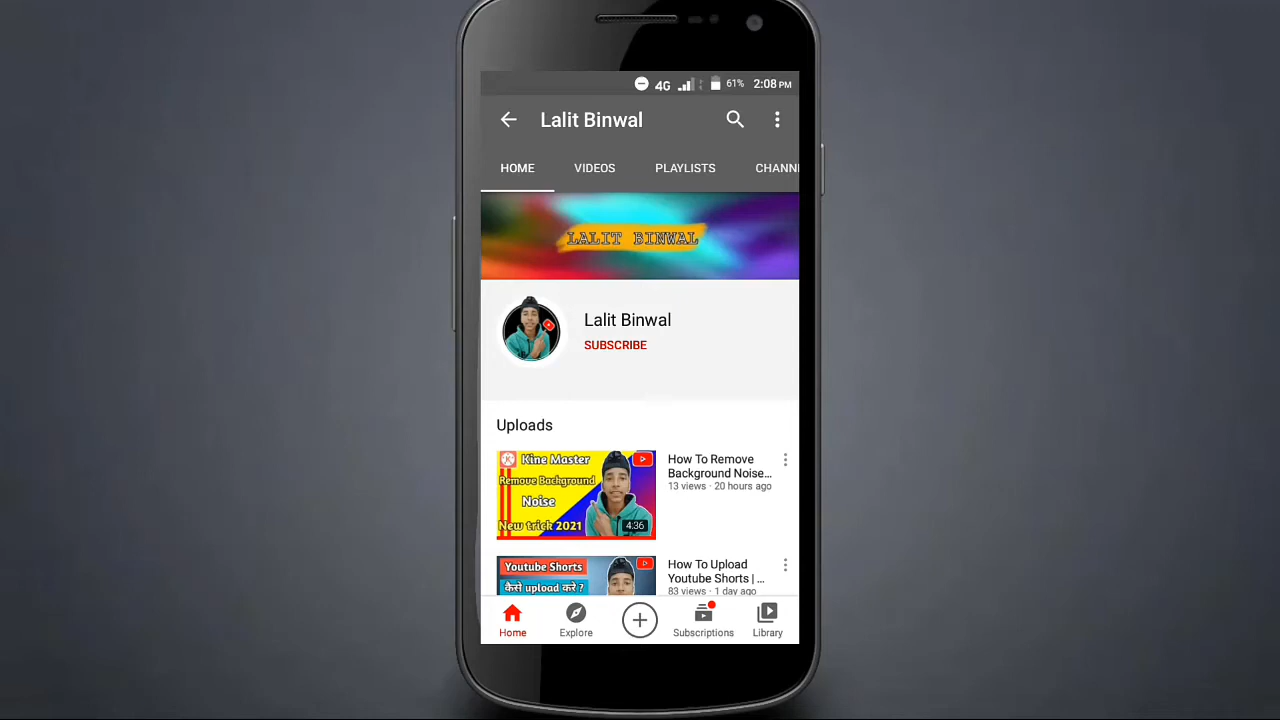 4G 61% 2:08 PM
Lalit Binwal
HOME VIDEOS PLAYLISTS CHANN
LALIT BINWAL
Lalit Binwal
SUBSCRIBE
Uploads
Kine Master
Remove Background
Noise
New trick 2021
4:36
How To Remove
Background Noise...
13 views · 20 hours ago
Youtube Shorts
कैसे upload करे ?
How To Upload
Youtube Shorts | ...
83 views · 1 day ago
Home Explore Subscriptions Library